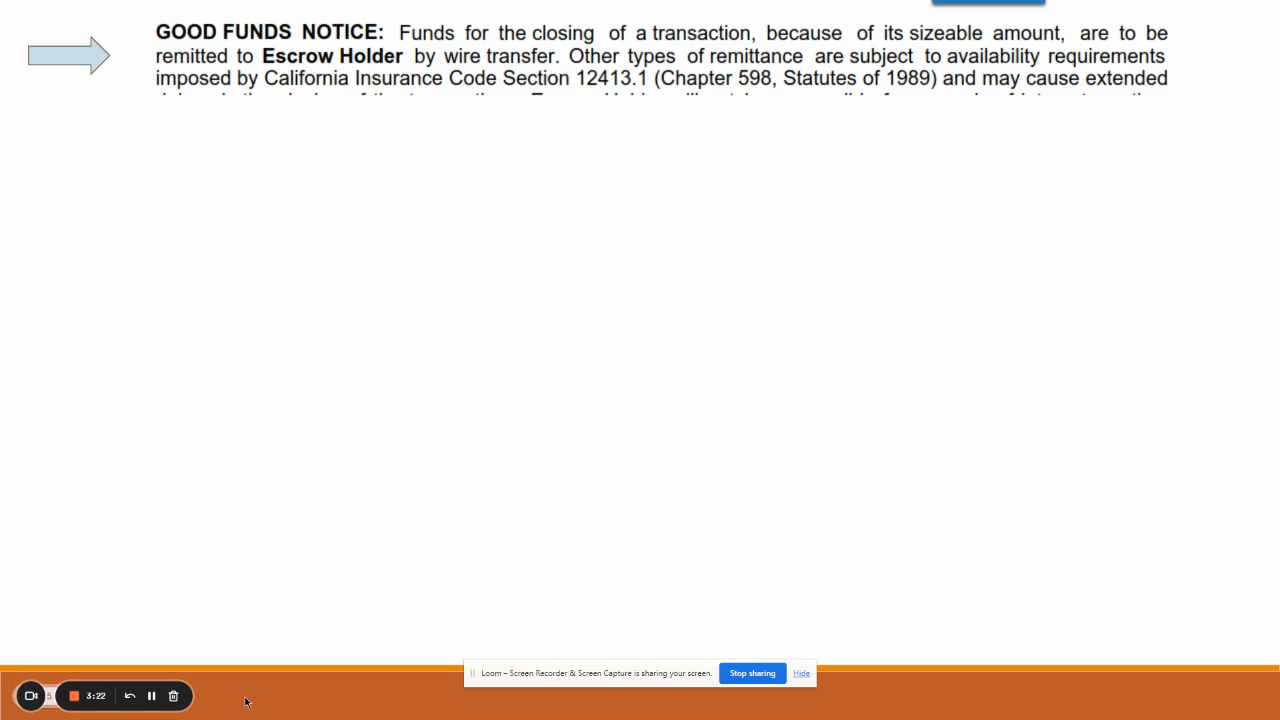 GOOD FUNDS NOTICE: Funds for the closing of a transaction, because of its sizeable amount, are to be
remitted to Escrow Holder by wire transfer. Other types of remittance are subject to availability requirements
imposed by California Insurance Code Section 12413.1 (Chapter 598, Statutes of 1989) and may cause extended
Loom – Screen Recorder & Screen Capture is sharing your screen. Stop sharing Hide
5 3:22